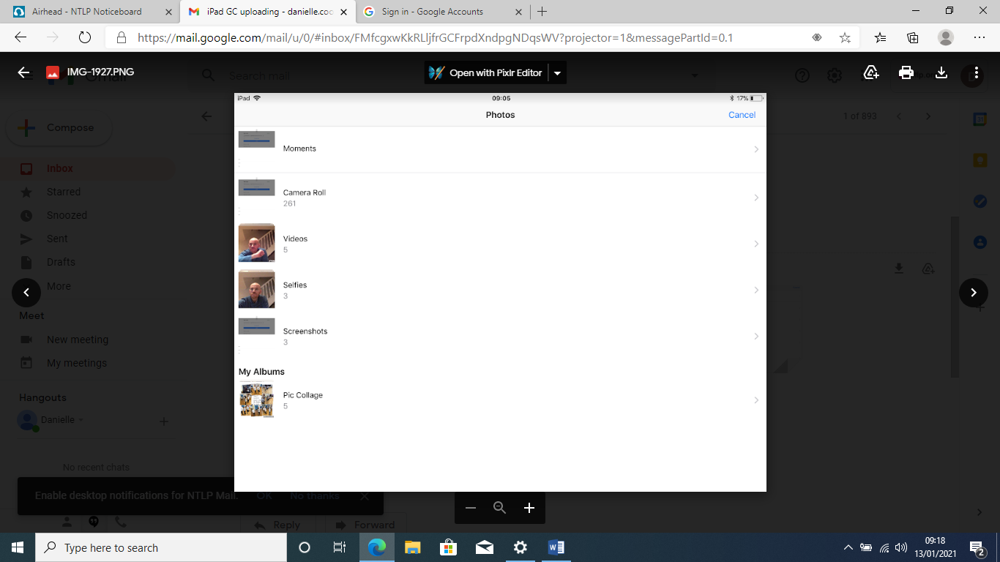 Airhead - NTLP Noticeboard
iPad GC uploading - danielle.coo
Sign in - Google Accounts
https://mail.google.com/mail/u/0/#inbox/FMfcgxwKkRLljfrGCFrpdXndpgNDqsWV?projector=1&messagePartId=0.1
IMG-1927.PNG
Search mail
Open with Pixlr Editor
iPad
09:05
17%
Photos
Cancel
Compose
1 of 893
Moments
Inbox
Starred
Camera Roll
261
Snoozed
Sent
Videos
5
Drafts
More
Selfies
3
Meet
New meeting
Screenshots
3
My meetings
My Albums
Hangouts
Pic Collage
5
Danielle
No recent chats
Enable desktop notifications for NTLP Mail.
OK
No thanks
Reply
Forward
Type here to search
09:18
13/01/2021
2